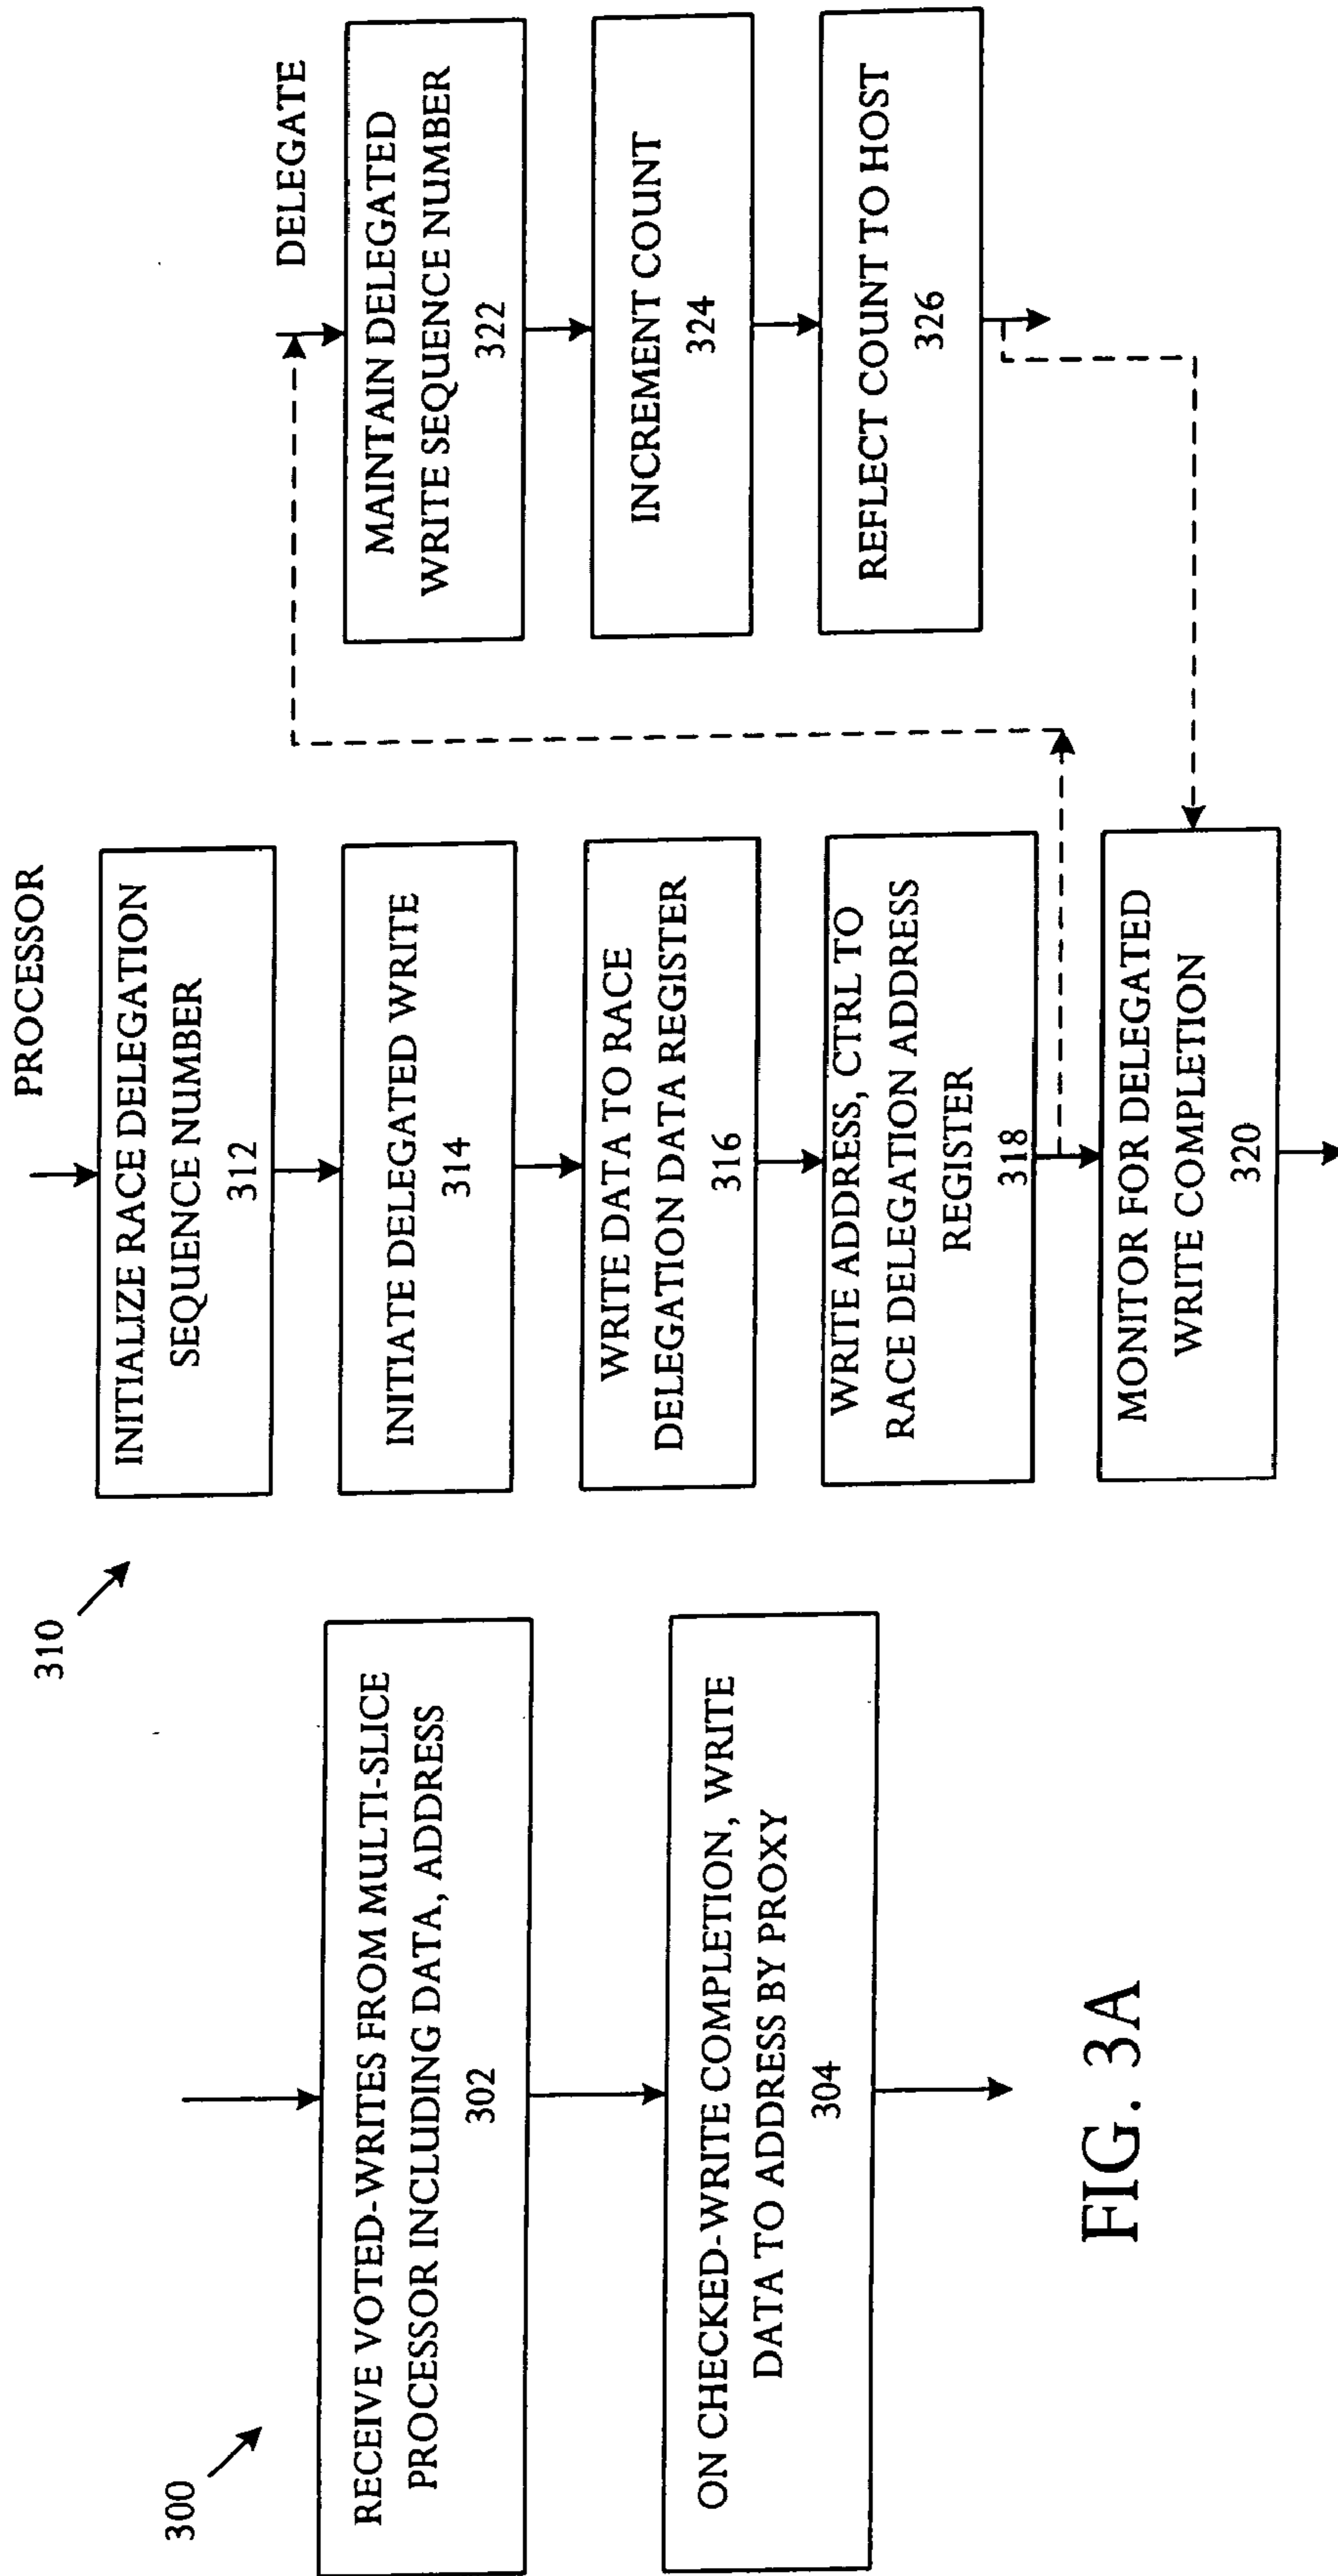 300
RECEIVE VOTED-WRITES FROM MULTI-SLICE
PROCESSOR INCLUDING DATA, ADDRESS
302
ON CHECKED-WRITE COMPLETION, WRITE
DATA TO ADDRESS BY PROXY
304
FIG. 3A
310
PROCESSOR
INITIALIZE RACE DELEGATION
SEQUENCE NUMBER
312
INITIATE DELEGATED WRITE
314
WRITE DATA TO RACE
DELEGATION DATA REGISTER
316
WRITE ADDRESS, CTRL TO
RACE DELEGATION ADDRESS
REGISTER
318
MONITOR FOR DELEGATED
WRITE COMPLETION
320
DELEGATE
MAINTAIN DELEGATED
WRITE SEQUENCE NUMBER
322
INCREMENT COUNT
324
REFLECT COUNT TO HOST
326